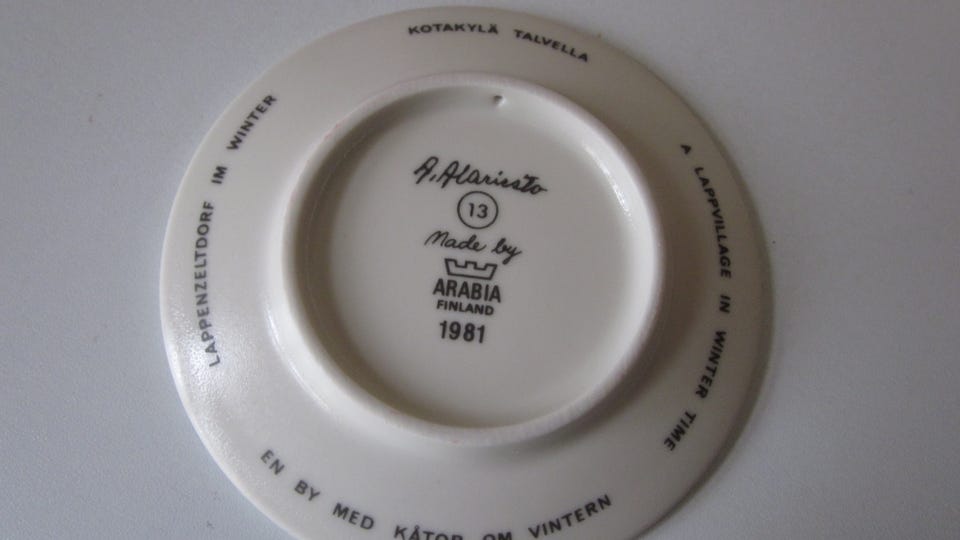 KOTAKYLÄ TALVELLA
A LAPPVILLAGE IN WINTER TIME
EN BY MED KÅTOR OM VINTERN
LAPPENZELTDORF IM WINTER
A. Alariesto
13
Made by
ARABIA
FINLAND
1981